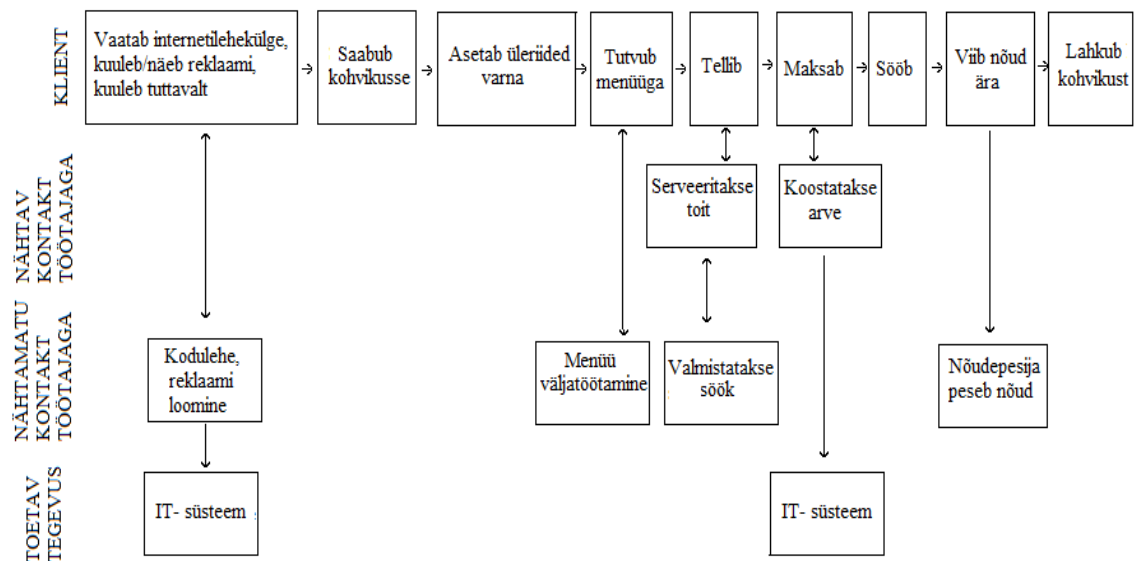 KLIENT
Vaatab internetilehekülge,
kuuleb/näeb reklaami,
kuuleb tuttavalt
Saabub
kohvikusse
Asetab üleriided
varna
Tutvub
menüüga
Tellib
Maksab
Sööb
Viib nõud
ära
Lahkub
kohvikust
NÄHTAV
KONTAKT
TÖÖTAJAGA
Serveeritakse
toit
Koostatakse
arve
NÄHTAMATU
KONTAKT
TÖÖTAJAGA
Kodulehe,
reklaami
loomine
Menüü
väljatöötamine
Valmistatakse
söök
Nõudepesija
peseb nõud
TOETAV
TEGEVUS
IT- süsteem
IT- süsteem